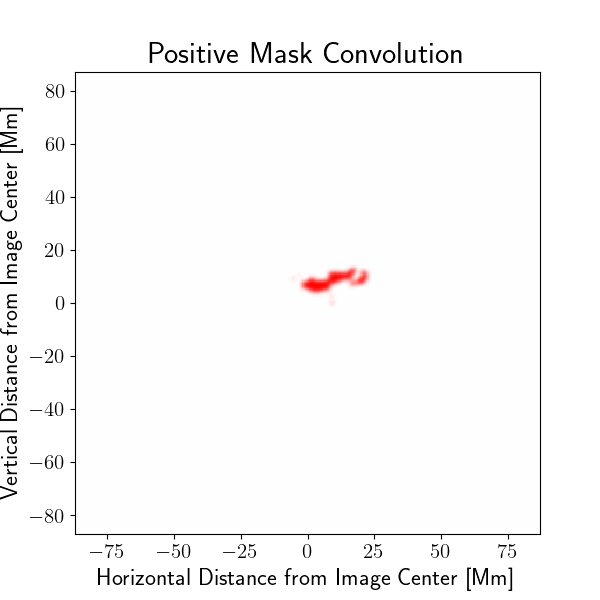 Positive Mask Convolution
Vertical Distance from Image Center [Mm]
80
60
40
20
0
−20
−40
−60
−80
−75 −50 −25 0 25 50 75
Horizontal Distance from Image Center [Mm]